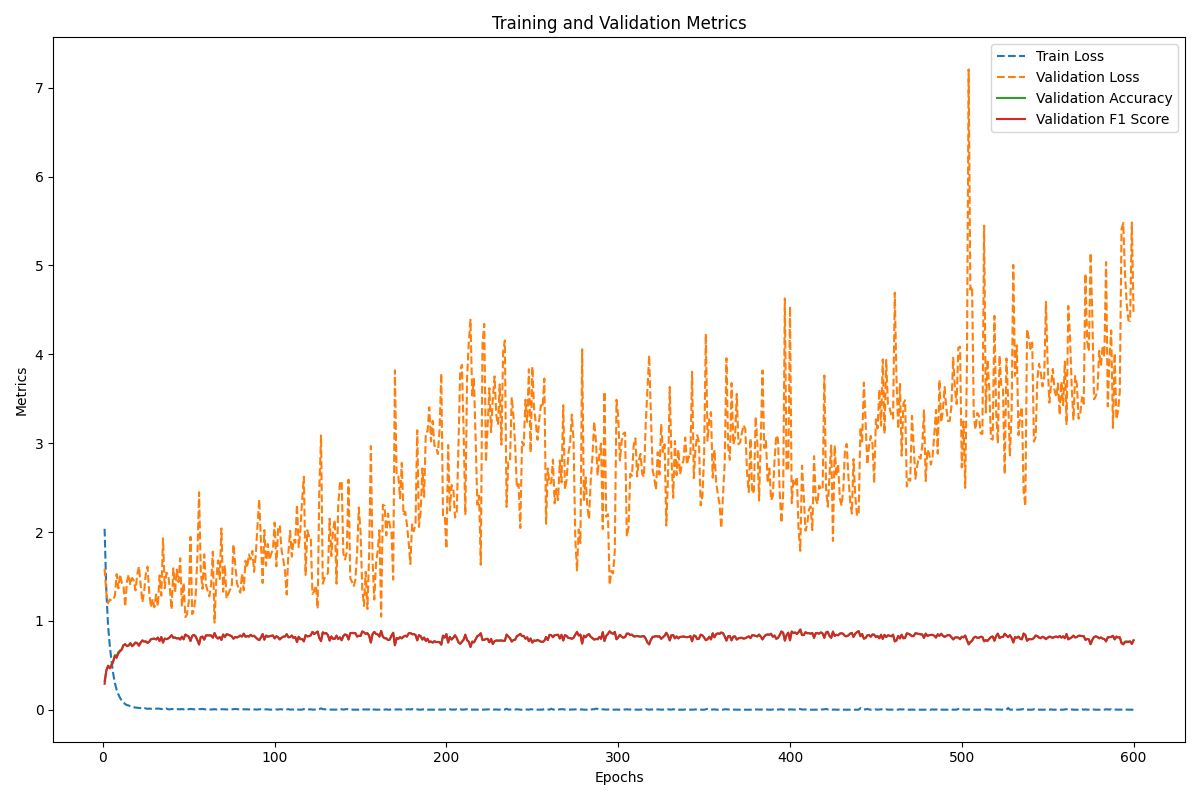 Training and Validation Metrics
Train Loss
Validation Loss
Validation Accuracy
Validation F1 Score
7
6
5
4
3
2
1
0
Metrics
0 100 200 300 400 500 600
Epochs